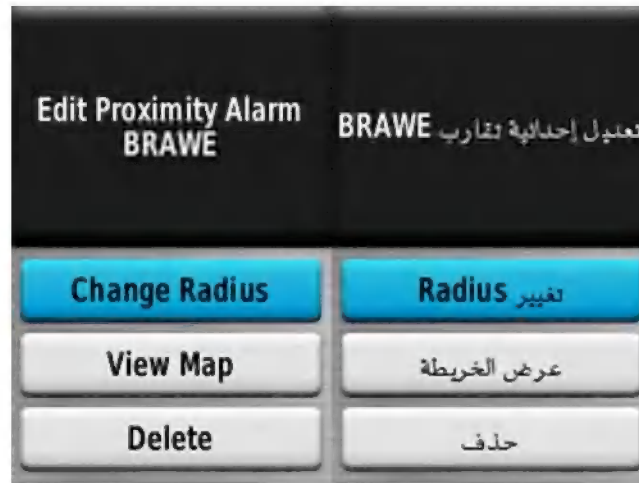 Edit Proximity Alarm
BRAWE
تعديل إحداثية تقارب BRAWE
Change Radius
تغيير Radius
View Map
عرض الخريطة
Delete
حذف